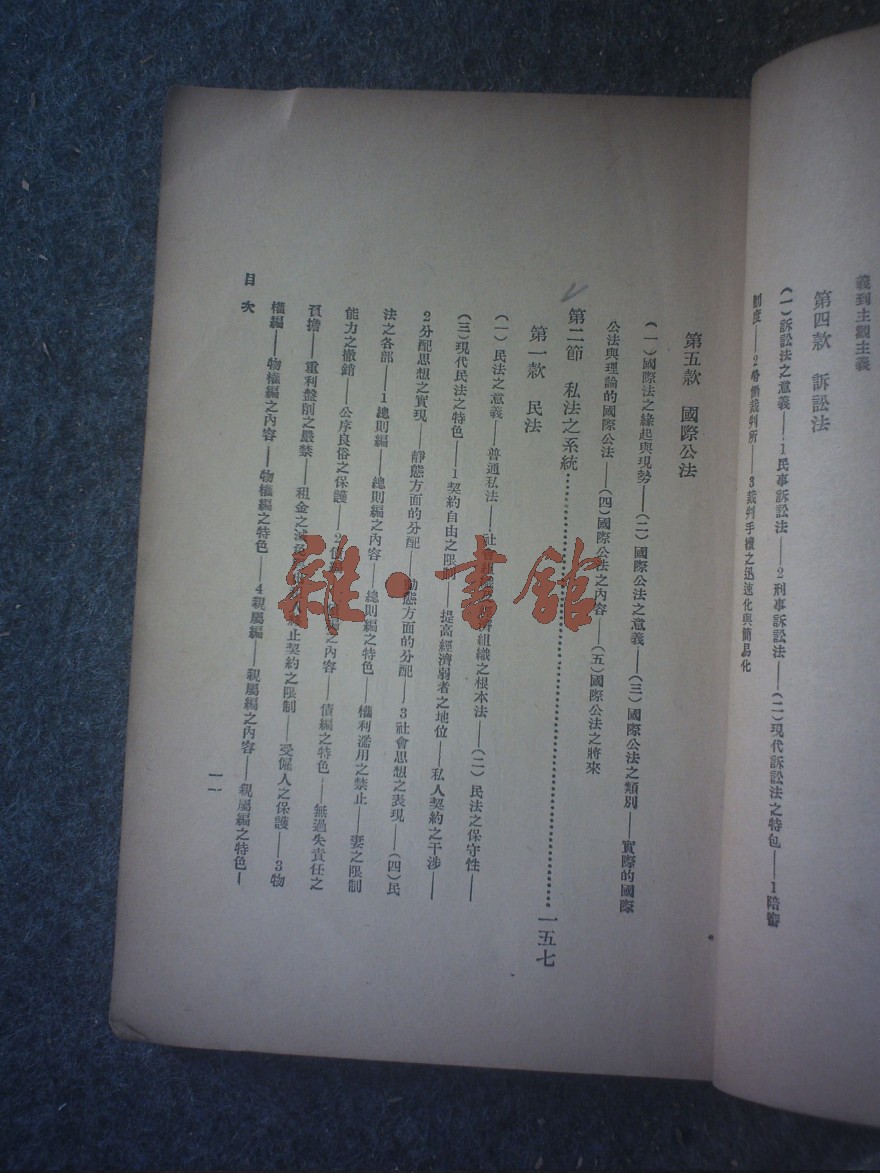 義到主觀主義
第四款　訴訟法
（一）訴訟法之意義——1民事訴訟法——2刑事訴訟法——（二）現代訴訟法之特色——1陪審
制度——2勞働裁判所——3裁判手續之迅速化與簡易化
第五款　國際公法
（一）國際法之緣起與現勢——（二）國際公法之意義——（三）國際公法之類別——實際的國際
公法與理論的國際公法——（四）國際公法之內容——（五）國際公法之將來
第二節　私法之系統…………一五七
第一款　民法
（一）民法之意義——普通私法——社會組織組織之根本法——（二）民法之保守性——
（三）現代民法之特色——1契約自由之限制——提高經濟弱者之地位——私人契約之干涉——
2分配思想之實現——靜態方面的分配——動態方面的分配——3社會思想之表現——（四）民
法之各部——1總則編——總則編之內容——總則編之特色——權利濫用之禁止——妻之限制
能力之撤銷——公序良俗之保護——2債編之內容——債編之特色——無過失責任之
負擔——重利盤剝之嚴禁——租金之減免　人終止契約之限制——受僱人之保護——3物
權編——物權編之內容——物權編之特色——4親屬編——親屬編之內容——親屬編之特色—
目次
一一
雜·書館